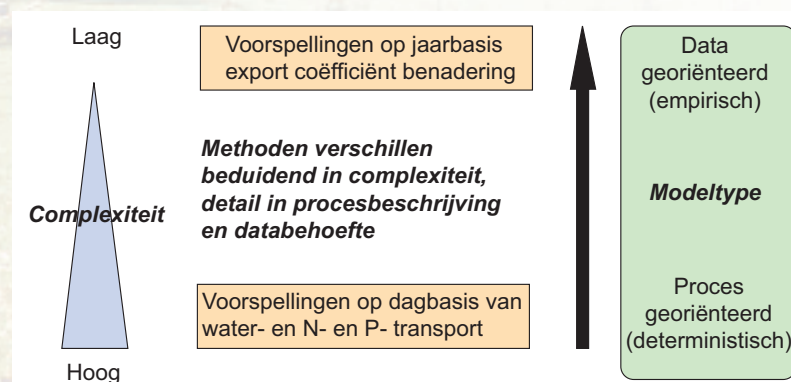 Laag
Complexiteit
Hoog
Voorspellingen op jaarbasis
export coëfficiënt benadering
Methoden verschillen
beduidend in complexiteit,
detail in procesbeschrijving
en databehoefte
Voorspellingen op dagbasis van
water- en N- en P- transport
Data
georiënteerd
(empirisch)
Modeltype
Proces
georiënteerd
(deterministisch)